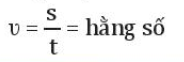 υ = s/t = hằng số